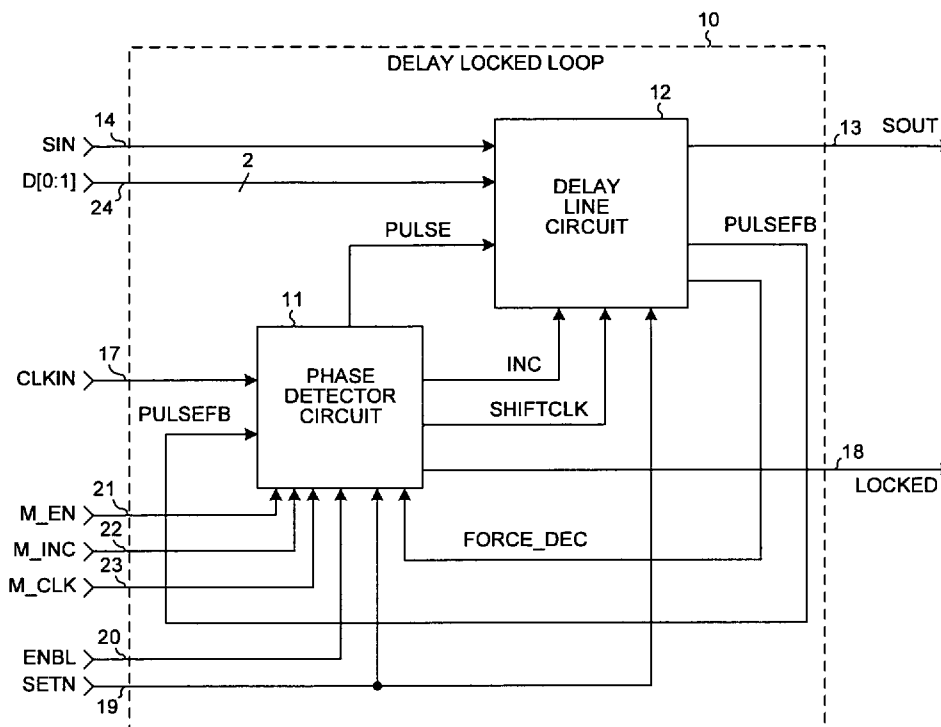 10
DELAY LOCKED LOOP
12
14
SIN
13
SOUT
2
D[0:1]
24
DELAY
LINE
CIRCUIT
PULSE
PULSEFB
11
17
CLKIN
PHASE
DETECTOR
CIRCUIT
INC
PULSEFB
SHIFTCLK
18
LOCKED
21
M_EN
22
M_INC
FORCE_DEC
23
M_CLK
20
ENBL
SETN
19